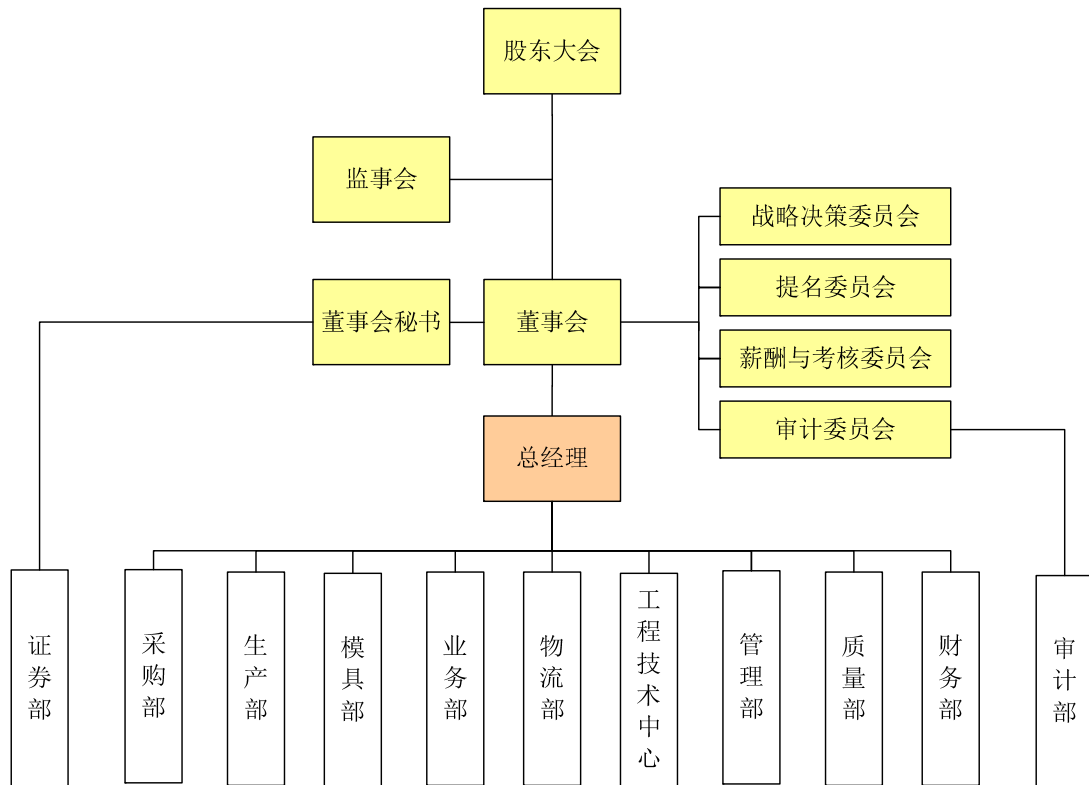 股东大会
监事会
战略决策委员会
提名委员会
董事会秘书
董事会
薪酬与考核委员会
审计委员会
总经理
证券部
采购部
生产部
模具部
业务部
物流部
工程技术中心
管理部
质量部
财务部
审计部